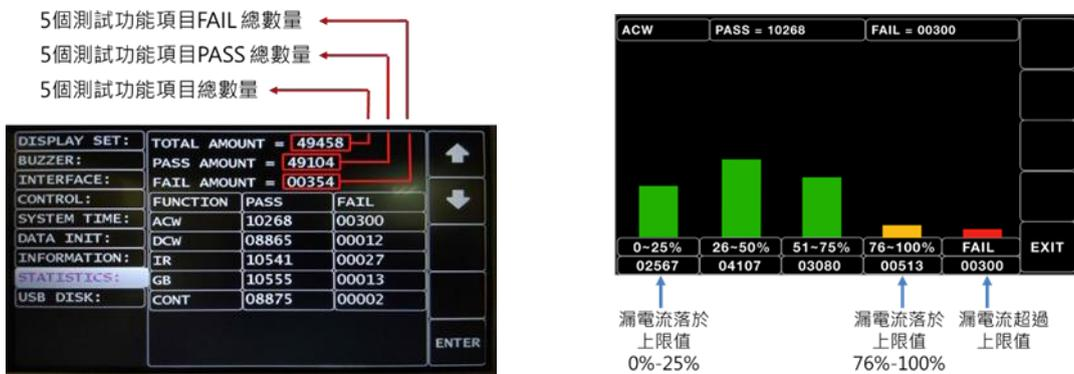 5個測試功能項目FAIL 總數量
5個測試功能項目PASS 總數量
5個測試功能項目總數量
DISPLAY SET:
BUZZER:
INTERFACE:
CONTROL:
SYSTEM TIME:
DATA INIT:
INFORMATION:
STATISTICS:
USB DISK:
TOTAL AMOUNT = 49458
PASS AMOUNT = 49104
FAIL AMOUNT = 00354
FUNCTION PASS FAIL
ACW 10268 00300
DCW 08865 00012
IR 10541 00027
GB 10555 00013
CONT 08875 00002
ENTER
ACW PASS = 10268 FAIL = 00300
0~25% 26~50% 51~75% 76~100% FAIL
02567 04107 03080 00513 00300
EXIT
漏電流落於
上限值
0%-25%
漏電流落於
上限值
76%-100%
漏電流超過
上限值